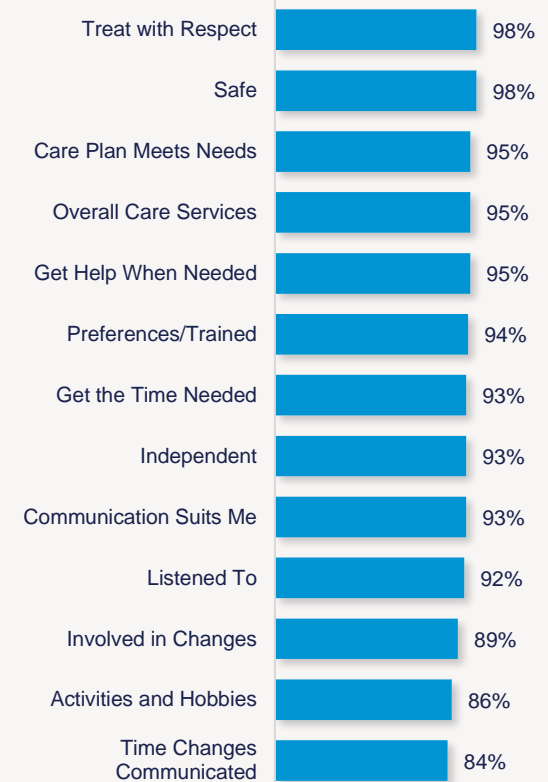 Treat with Respect 98%
Safe 98%
Care Plan Meets Needs 95%
Overall Care Services 95%
Get Help When Needed 95%
Preferences/Trained 94%
Get the Time Needed 93%
Independent 93%
Communication Suits Me 93%
Listened To 92%
Involved in Changes 89%
Activities and Hobbies 86%
Time Changes
Communicated 84%